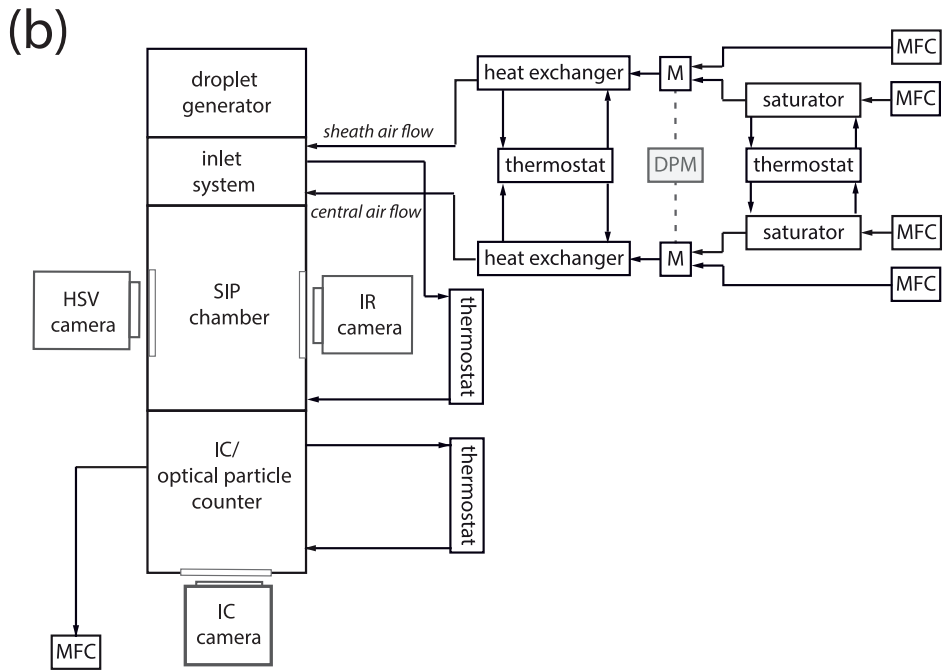 (b)
droplet
generator
inlet
system
SIP
chamber
IC/
optical particle
counter
HSV
camera
IR
camera
IC
camera
MFC
sheath air flow
central air flow
thermostat
thermostat
heat exchanger
thermostat
heat exchanger
M
DPM
M
saturator
thermostat
saturator
MFC
MFC
MFC
MFC